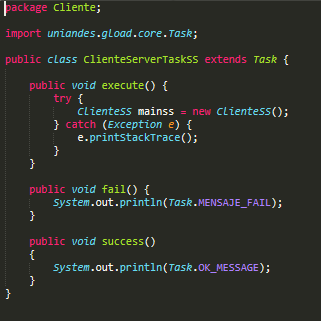 package Cliente;
import uniandes.gload.core.Task;
public class ClienteServerTaskSS extends Task {
public void execute() {
try {
ClienteSS mainss = new ClienteSS();
} catch (Exception e) {
e.printStackTrace();
}
}
public void fail() {
System.out.println(Task.MENSAJE_FAIL);
}
public void success()
{
System.out.println(Task.OK_MESSAGE);
}
}